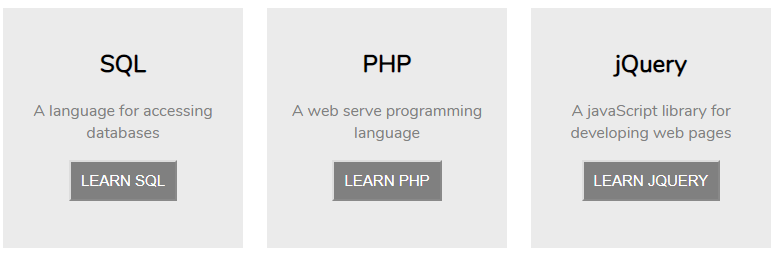 SQL
A language for accessing
databases
LEARN SQL
PHP
A web serve programming
language
LEARN PHP
jQuery
A javaScript library for
developing web pages
LEARN JQUERY